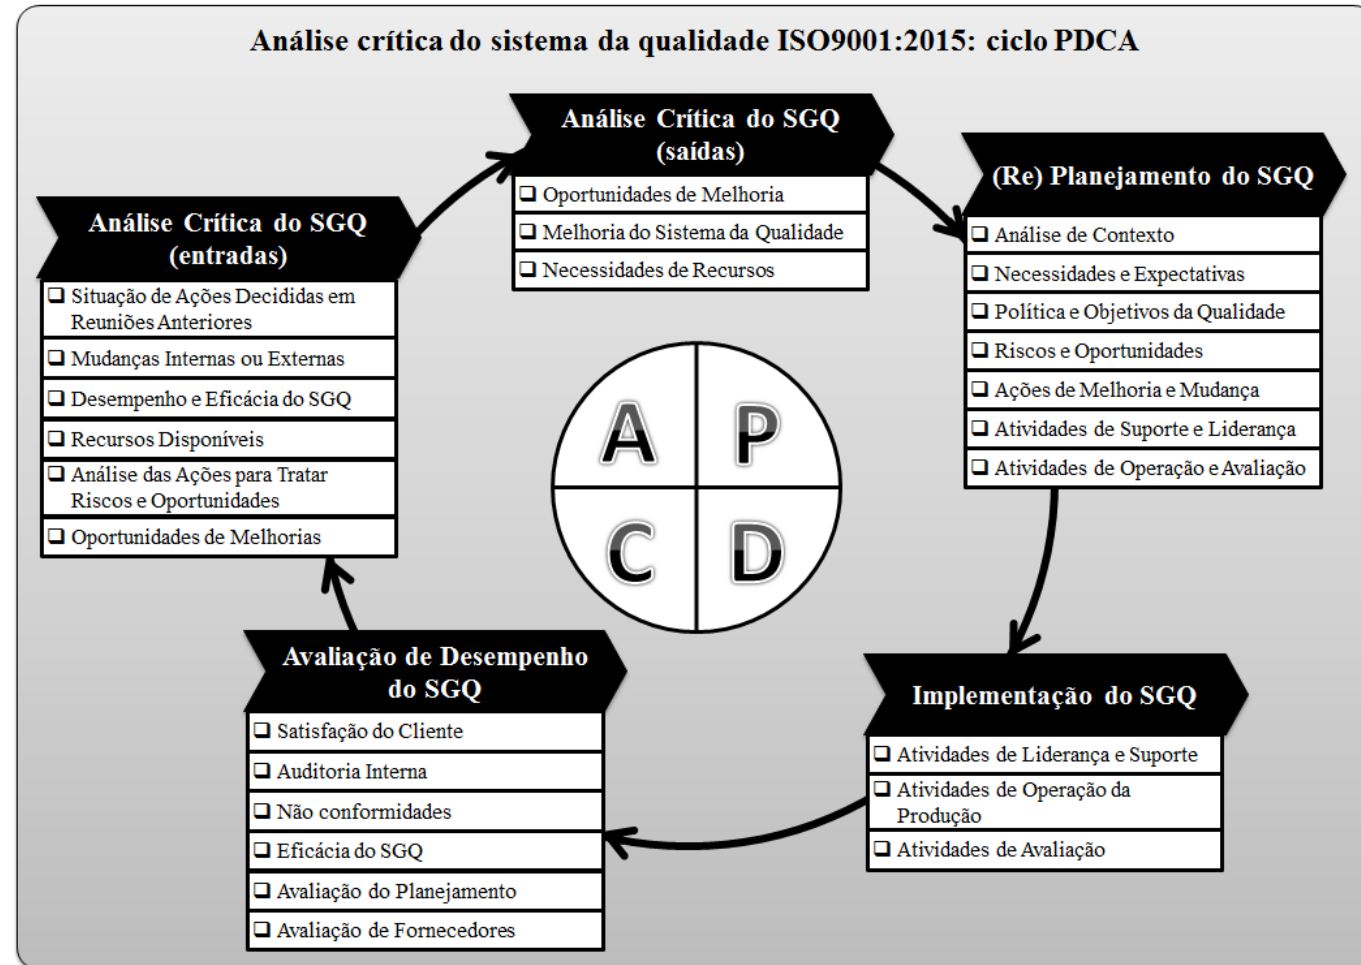 Análise crítica do sistema da qualidade ISO9001:2015: ciclo PDCA
Análise Crítica do SGQ
(saídas)
❑ Oportunidades de Melhoria
❑ Melhoria do Sistema da Qualidade
❑ Necessidades de Recursos
(Re) Planejamento do SGQ
❑ Análise de Contexto
❑ Necessidades e Expectativas
❑ Política e Objetivos da Qualidade
❑ Riscos e Oportunidades
❑ Ações de Melhoria e Mudança
❑ Atividades de Suporte e Liderança
❑ Atividades de Operação e Avaliação
Análise Crítica do SGQ
(entradas)
❑ Situação de Ações Decididas em
Reuniões Anteriores
❑ Mudanças Internas ou Externas
❑ Desempenho e Eficácia do SGQ
❑ Recursos Disponíveis
❑ Análise das Ações para Tratar
Riscos e Oportunidades
❑ Oportunidades de Melhorias
A P
C D
Avaliação de Desempenho
do SGQ
❑ Satisfação do Cliente
❑ Auditoria Interna
❑ Não conformidades
❑ Eficácia do SGQ
❑ Avaliação do Planejamento
❑ Avaliação de Fornecedores
Implementação do SGQ
❑ Atividades de Liderança e Suporte
❑ Atividades de Operação da
Produção
❑ Atividades de Avaliação